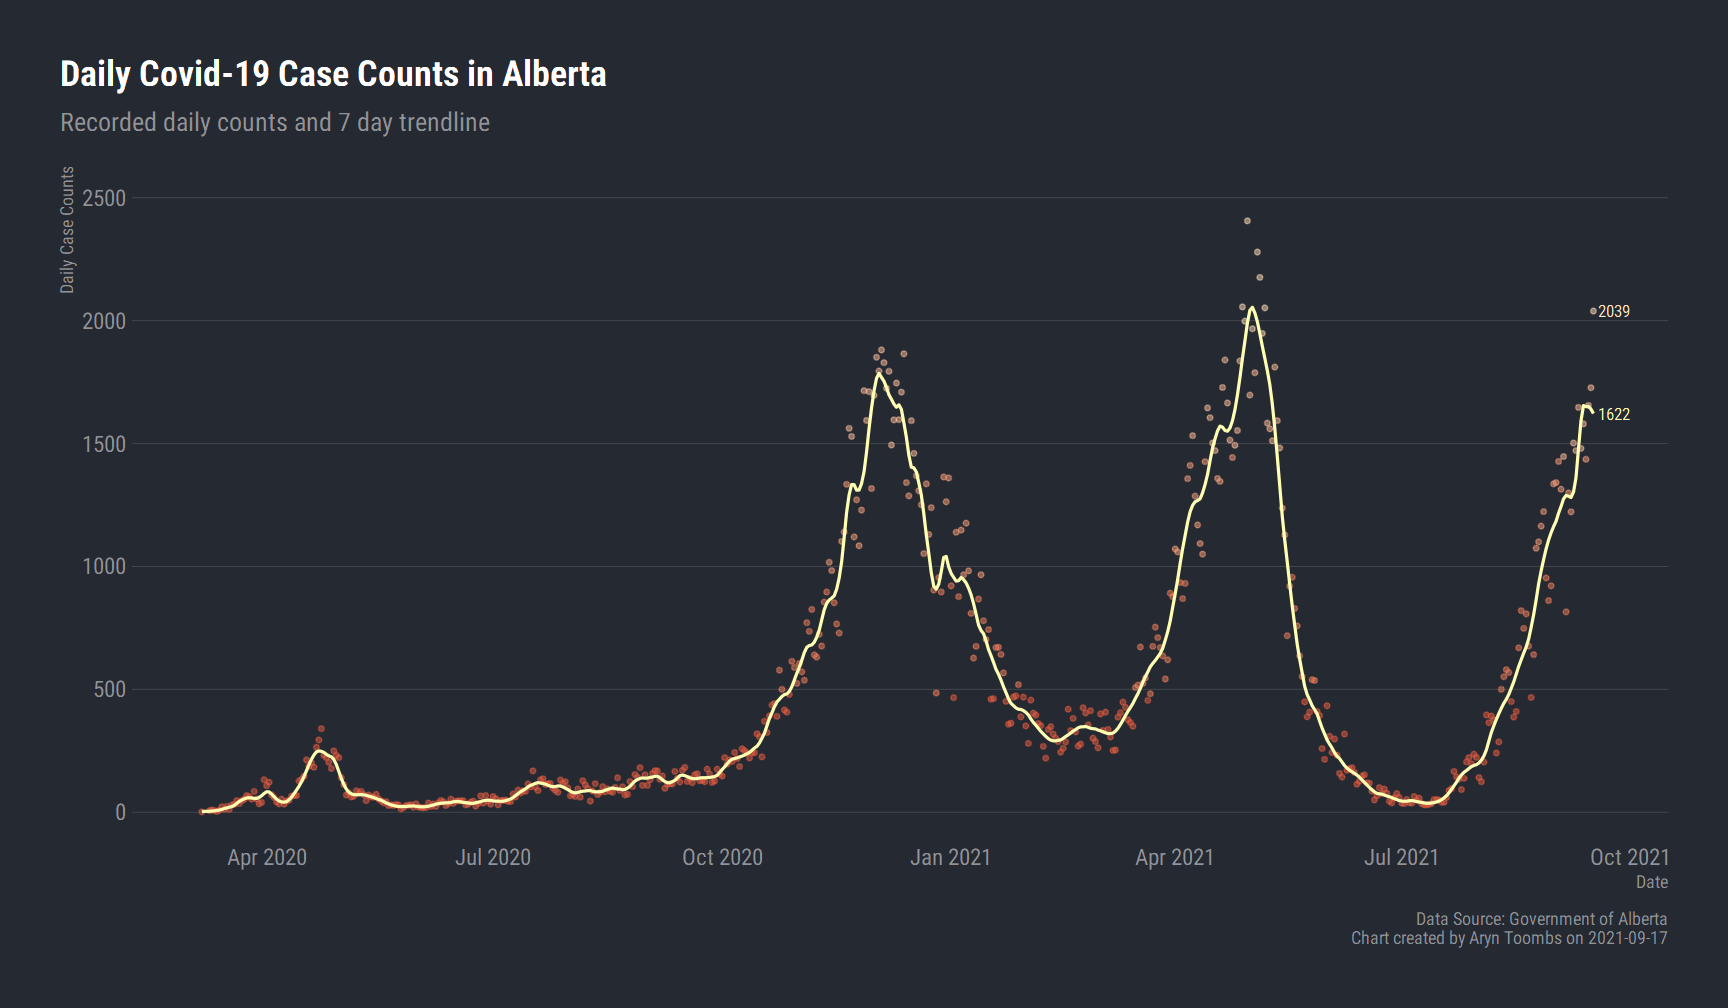 Daily Covid-19 Case Counts in Alberta
Recorded daily counts and 7 day trendline
Daily Case Counts
2500
2000
1500
1000
500
0
2039
1622
Apr 2020 Jul 2020 Oct 2020 Jan 2021 Apr 2021 Jul 2021 Oct 2021
Date
Data Source: Government of Alberta
Chart created by Aryn Toombs on 2021-09-17